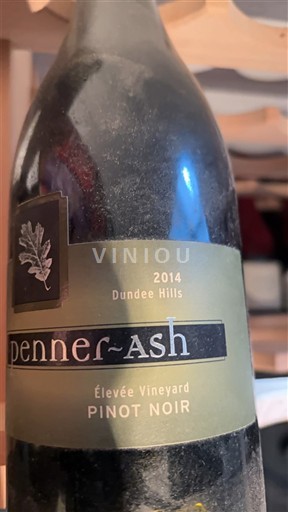 VINIOU
2014
Dundee Hills
penner~ash
Élevée Vineyard
PINOT NOIR